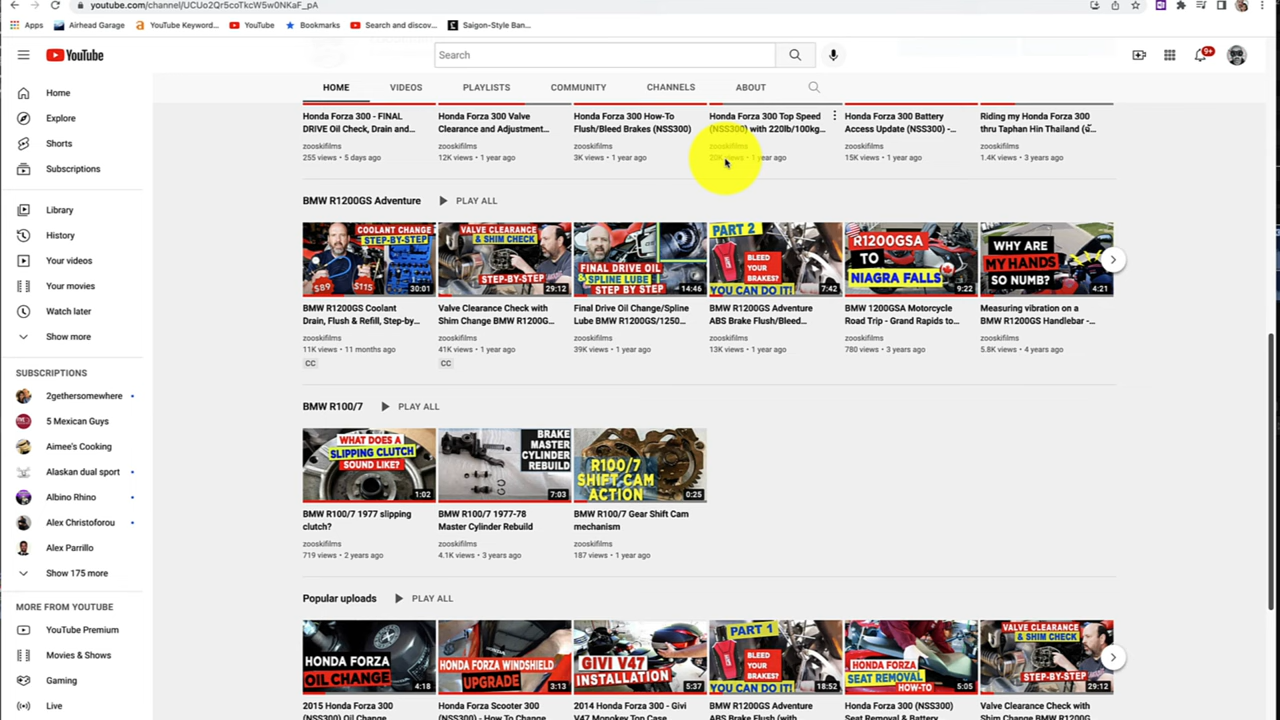 youtube.com/channel/UCUo2Qr5coTkcW5w0NKaF_pA
Apps
Airhead Garage
YouTube Keyword...
YouTube
Bookmarks
Search and discov...
Saigon-Style Ban...
YouTube
Search
9+
HOME
VIDEOS
PLAYLISTS
COMMUNITY
CHANNELS
ABOUT
Home
Explore
Shorts
Subscriptions
Library
History
Your videos
Your movies
Watch later
Show more
SUBSCRIPTIONS
2gethersomewhere
5 Mexican Guys
Aimee's Cooking
Alaskan dual sport
Albino Rhino
Alex Christoforou
Alex Parrillo
Show 175 more
MORE FROM YOUTUBE
YouTube Premium
Movies & Shows
Gaming
Live
Honda Forza 300 - FINAL
DRIVE Oil Check, Drain and...
zooskifilms
255 views • 5 days ago
Honda Forza 300 Valve
Clearance and Adjustment...
zooskifilms
12K views • 1 year ago
Honda Forza 300 How-To
Flush/Bleed Brakes (NSS300)
zooskifilms
3K views • 1 year ago
Honda Forza 300 Top Speed
(NSS300) with 220lb/100kg...
zooskifilms
20K views • 1 year ago
Honda Forza 300 Battery
Access Update (NSS300) -...
zooskifilms
15K views • 1 year ago
Riding my Honda Forza 300
thru Taphan Hin Thailand
zooskifilms
1.4K views • 3 years ago
BMW R1200GS Adventure
PLAY ALL
COOLANT CHANGE
STEP-BY-STEP
$89
$115
30:01
BMW R1200GS Coolant
Drain, Flush & Refill, Step-by...
zooskifilms
11K views • 11 months ago
CC
VALVE CLEARANCE
& SHIM CHECK
STEP-BY-STEP
29:12
Valve Clearance Check with
Shim Change BMW R1200G...
zooskifilms
41K views • 1 year ago
CC
FINAL DRIVE OIL
& SPLINE LUBE
STEP BY STEP
14:46
Final Drive Oil Change/Spline
Lube BMW R1200GS/1250...
zooskifilms
39K views • 1 year ago
PART 2
BLEED
YOUR
BRAKES?
YOU CAN DO IT!
7:42
BMW R1200GS Adventure
ABS Brake Flush/Bleed...
zooskifilms
13K views • 1 year ago
R1200GSA
TO
NIAGRA FALLS
9:22
BMW 1200GSA Motorcycle
Road Trip - Grand Rapids to...
zooskifilms
780 views • 3 years ago
WHY ARE
MY HANDS
SO NUMB?
4:21
Measuring vibration on a
BMW R1200GS Handlebar -...
zooskifilms
5.8K views • 4 years ago
BMW R100/7
PLAY ALL
WHAT DOES A
SLIPPING CLUTCH
SOUND LIKE?
1:02
BMW R100/7 1977 slipping
clutch?
zooskifilms
719 views • 2 years ago
BRAKE
MASTER
CYLINDER
REBUILD
7:03
BMW R100/7 1977-78
Master Cylinder Rebuild
zooskifilms
4.1K views • 3 years ago
R100/7
SHIFT CAM
ACTION
0:25
BMW R100/7 Gear Shift Cam
mechanism
zooskifilms
187 views • 1 year ago
Popular uploads
PLAY ALL
HONDA FORZA
OIL CHANGE
4:18
2015 Honda Forza 300
(NSS300) Oil Change
HONDA FORZA WINDSHIELD
UPGRADE
3:13
Honda Forza Scooter 300
(NSS300) - How To Change
GIVI V47
INSTALLATION
5:37
2014 Honda Forza 300 - Givi
V47 Monokey Top Case
PART 1
BLEED
YOUR
BRAKES?
YOU CAN DO IT!
18:52
BMW R1200GS Adventure
ABS Brake Flush (with
HONDA FORZA
SEAT REMOVAL
HOW-TO
5:05
Honda Forza 300 (NSS300)
Seat Removal & Battery
VALVE CLEARANCE
& SHIM CHECK
STEP-BY-STEP
29:12
Valve Clearance Check with
Shim Change BMW R1200G